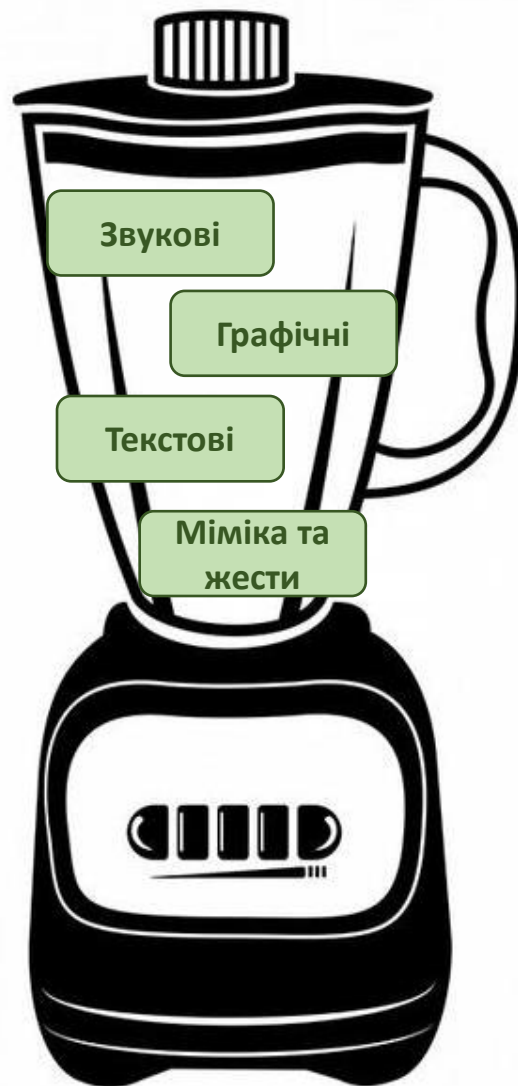 Звукові
Графічні
Текстові
Міміка та
жести